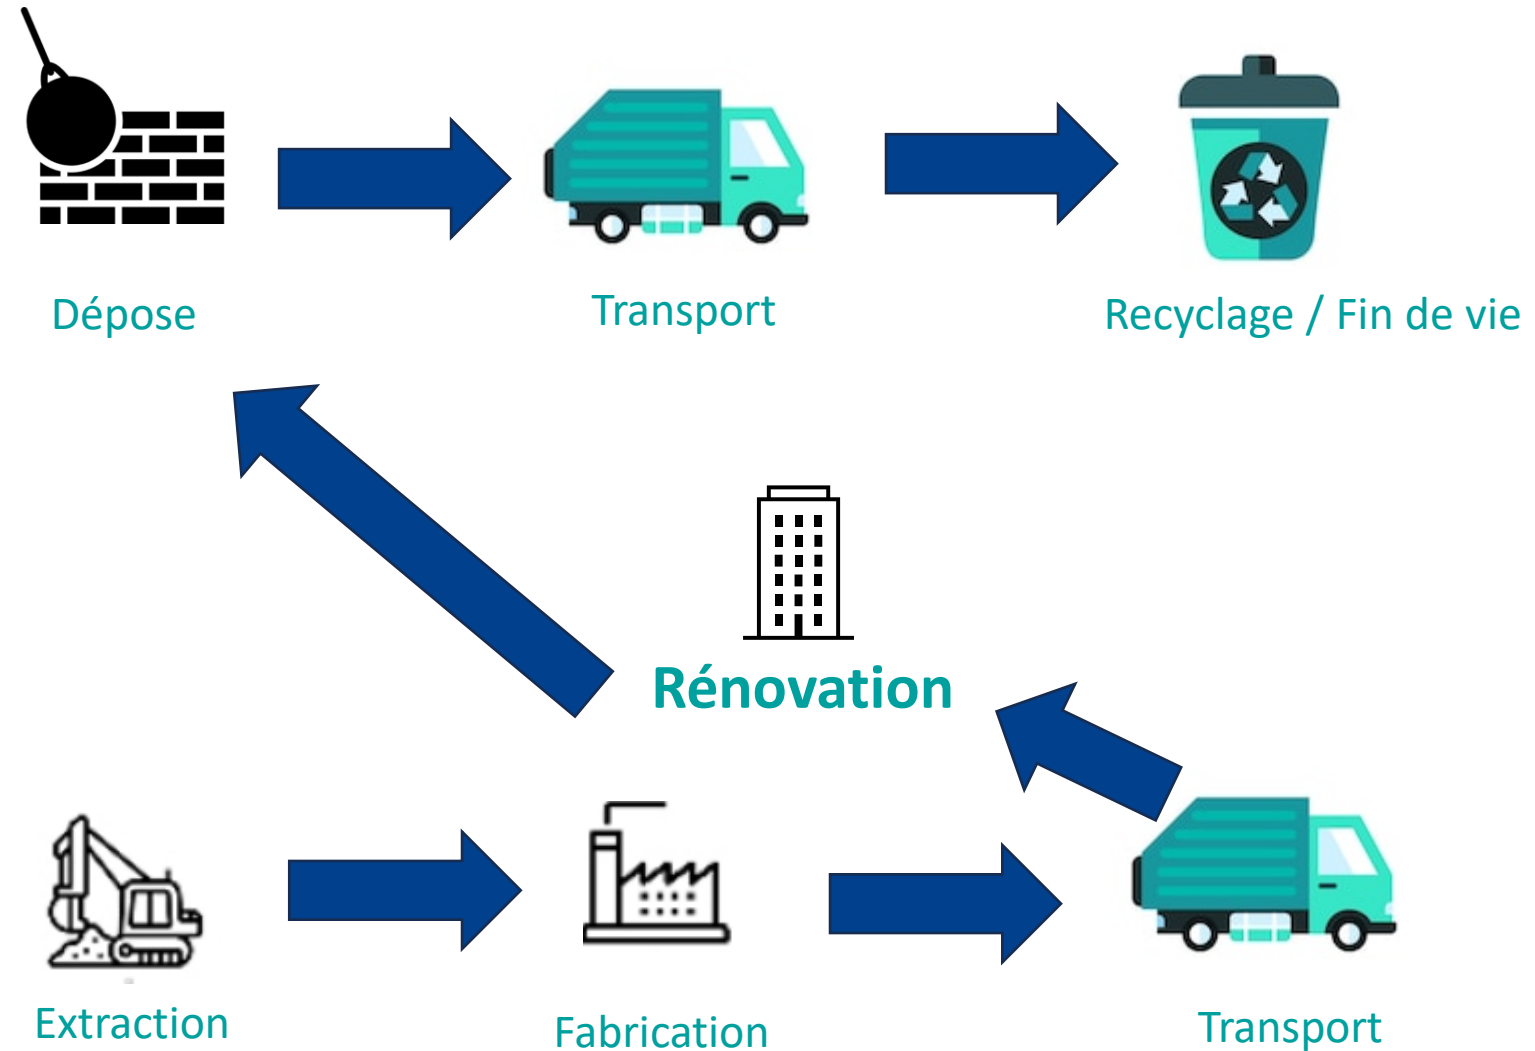 Dépose
Transport
Recyclage / Fin de vie
Rénovation
Extraction
Fabrication
Transport